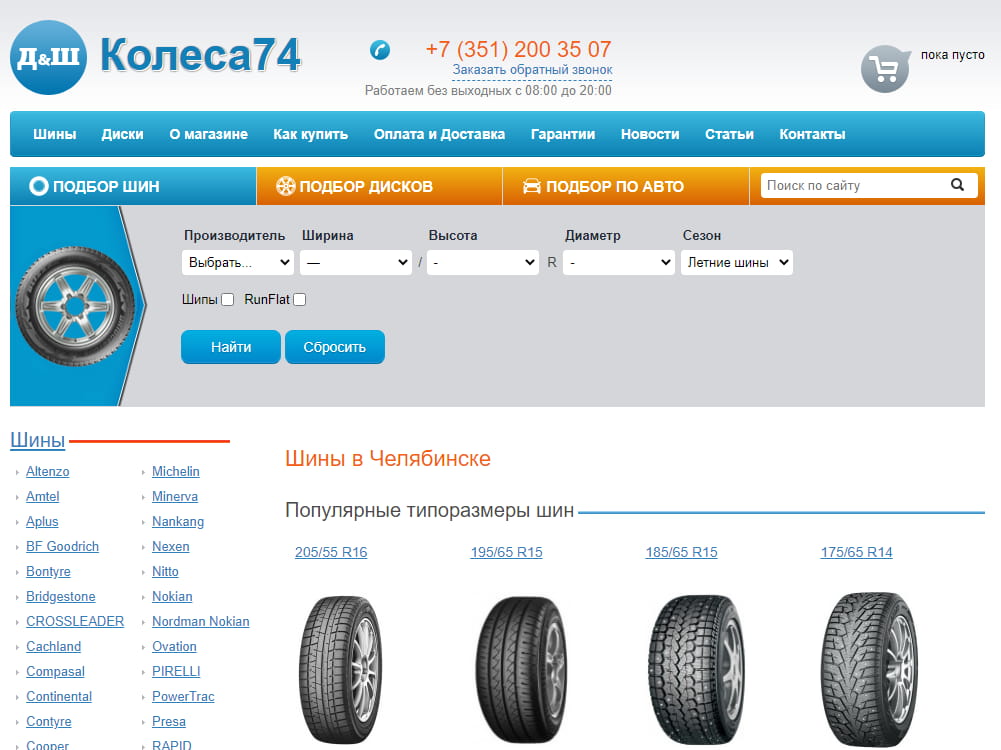 д&ш Колеса74
+7 (351) 200 35 07
Заказать обратный звонок
Работаем без выходных с 08:00 до 20:00
пока пусто
Шины Диски О магазине Как купить Оплата и Доставка Гарантии Новости Статьи Контакты
ПОДБОР ШИН ПОДБОР ДИСКОВ ПОДБОР ПО АВТО Поиск по сайту
Производитель Ширина Высота Диаметр Сезон
Выбрать... — / - R - Летние шины
Шипы RunFlat
Найти Сбросить
Шины
Altenzo Michelin
Amtel Minerva
Aplus Nankang
BF Goodrich Nexen
Bontyre Nitto
Bridgestone Nokian
CROSSLEADER Nordman Nokian
Cachland Ovation
Compasal PIRELLI
Continental PowerTrac
Contyre Presa
Cooper RAPID
Шины в Челябинске
Популярные типоразмеры шин
205/55 R16 195/65 R15 185/65 R15 175/65 R14